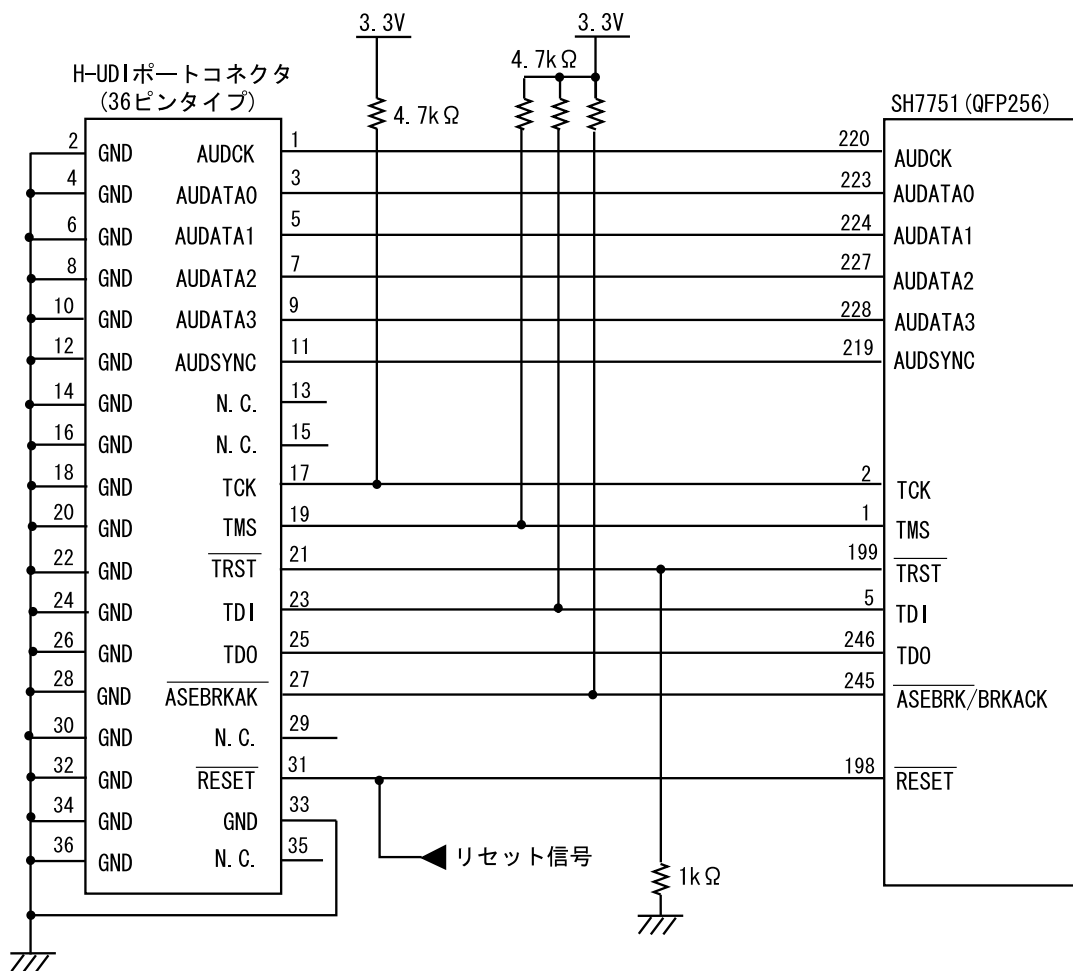 3.3V
3.3V
4.7kΩ
H-UDIポートコネクタ
(36ピンタイプ)
4.7kΩ
SH7751(QFP256)
2 GND AUDCK 1 220 AUDCK
4 GND AUDATA0 3 223 AUDATA0
6 GND AUDATA1 5 224 AUDATA1
8 GND AUDATA2 7 227 AUDATA2
10 GND AUDATA3 9 228 AUDATA3
12 GND AUDSYNC 11 219 AUDSYNC
14 GND N.C. 13
16 GND N.C. 15
18 GND TCK 17 2 TCK
20 GND TMS 19 1 TMS
22 GND TRST 21 199 TRST
24 GND TDI 23 5 TDI
26 GND TDO 25 246 TDO
28 GND ASEBRKAK 27 245 ASEBRK/BRKACK
30 GND N.C. 29
32 GND RESET 31 198 RESET
34 GND GND 33
36 GND N.C. 35
リセット信号
1kΩ